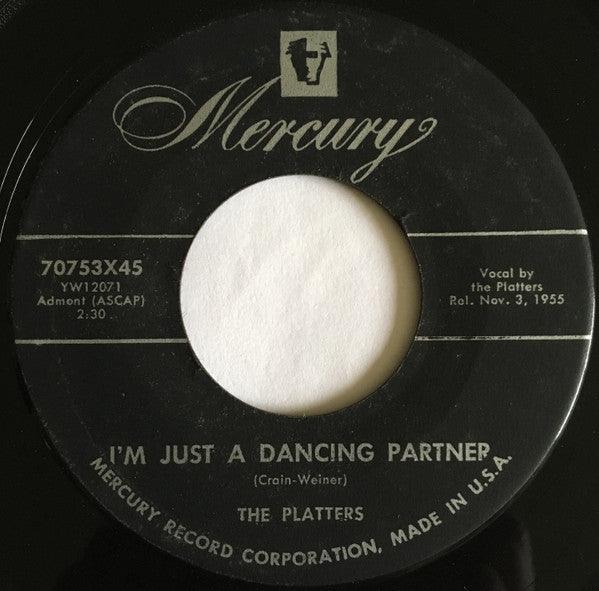 Mercury
70753X45
YW12071
Admont (ASCAP)
2:30
Vocal by
the Platters
Rel. Nov. 3, 1955
I'M JUST A DANCING PARTNER
(Crain-Weiner)
THE PLATTERS
MERCURY RECORD CORPORATION, MADE IN U.S.A.